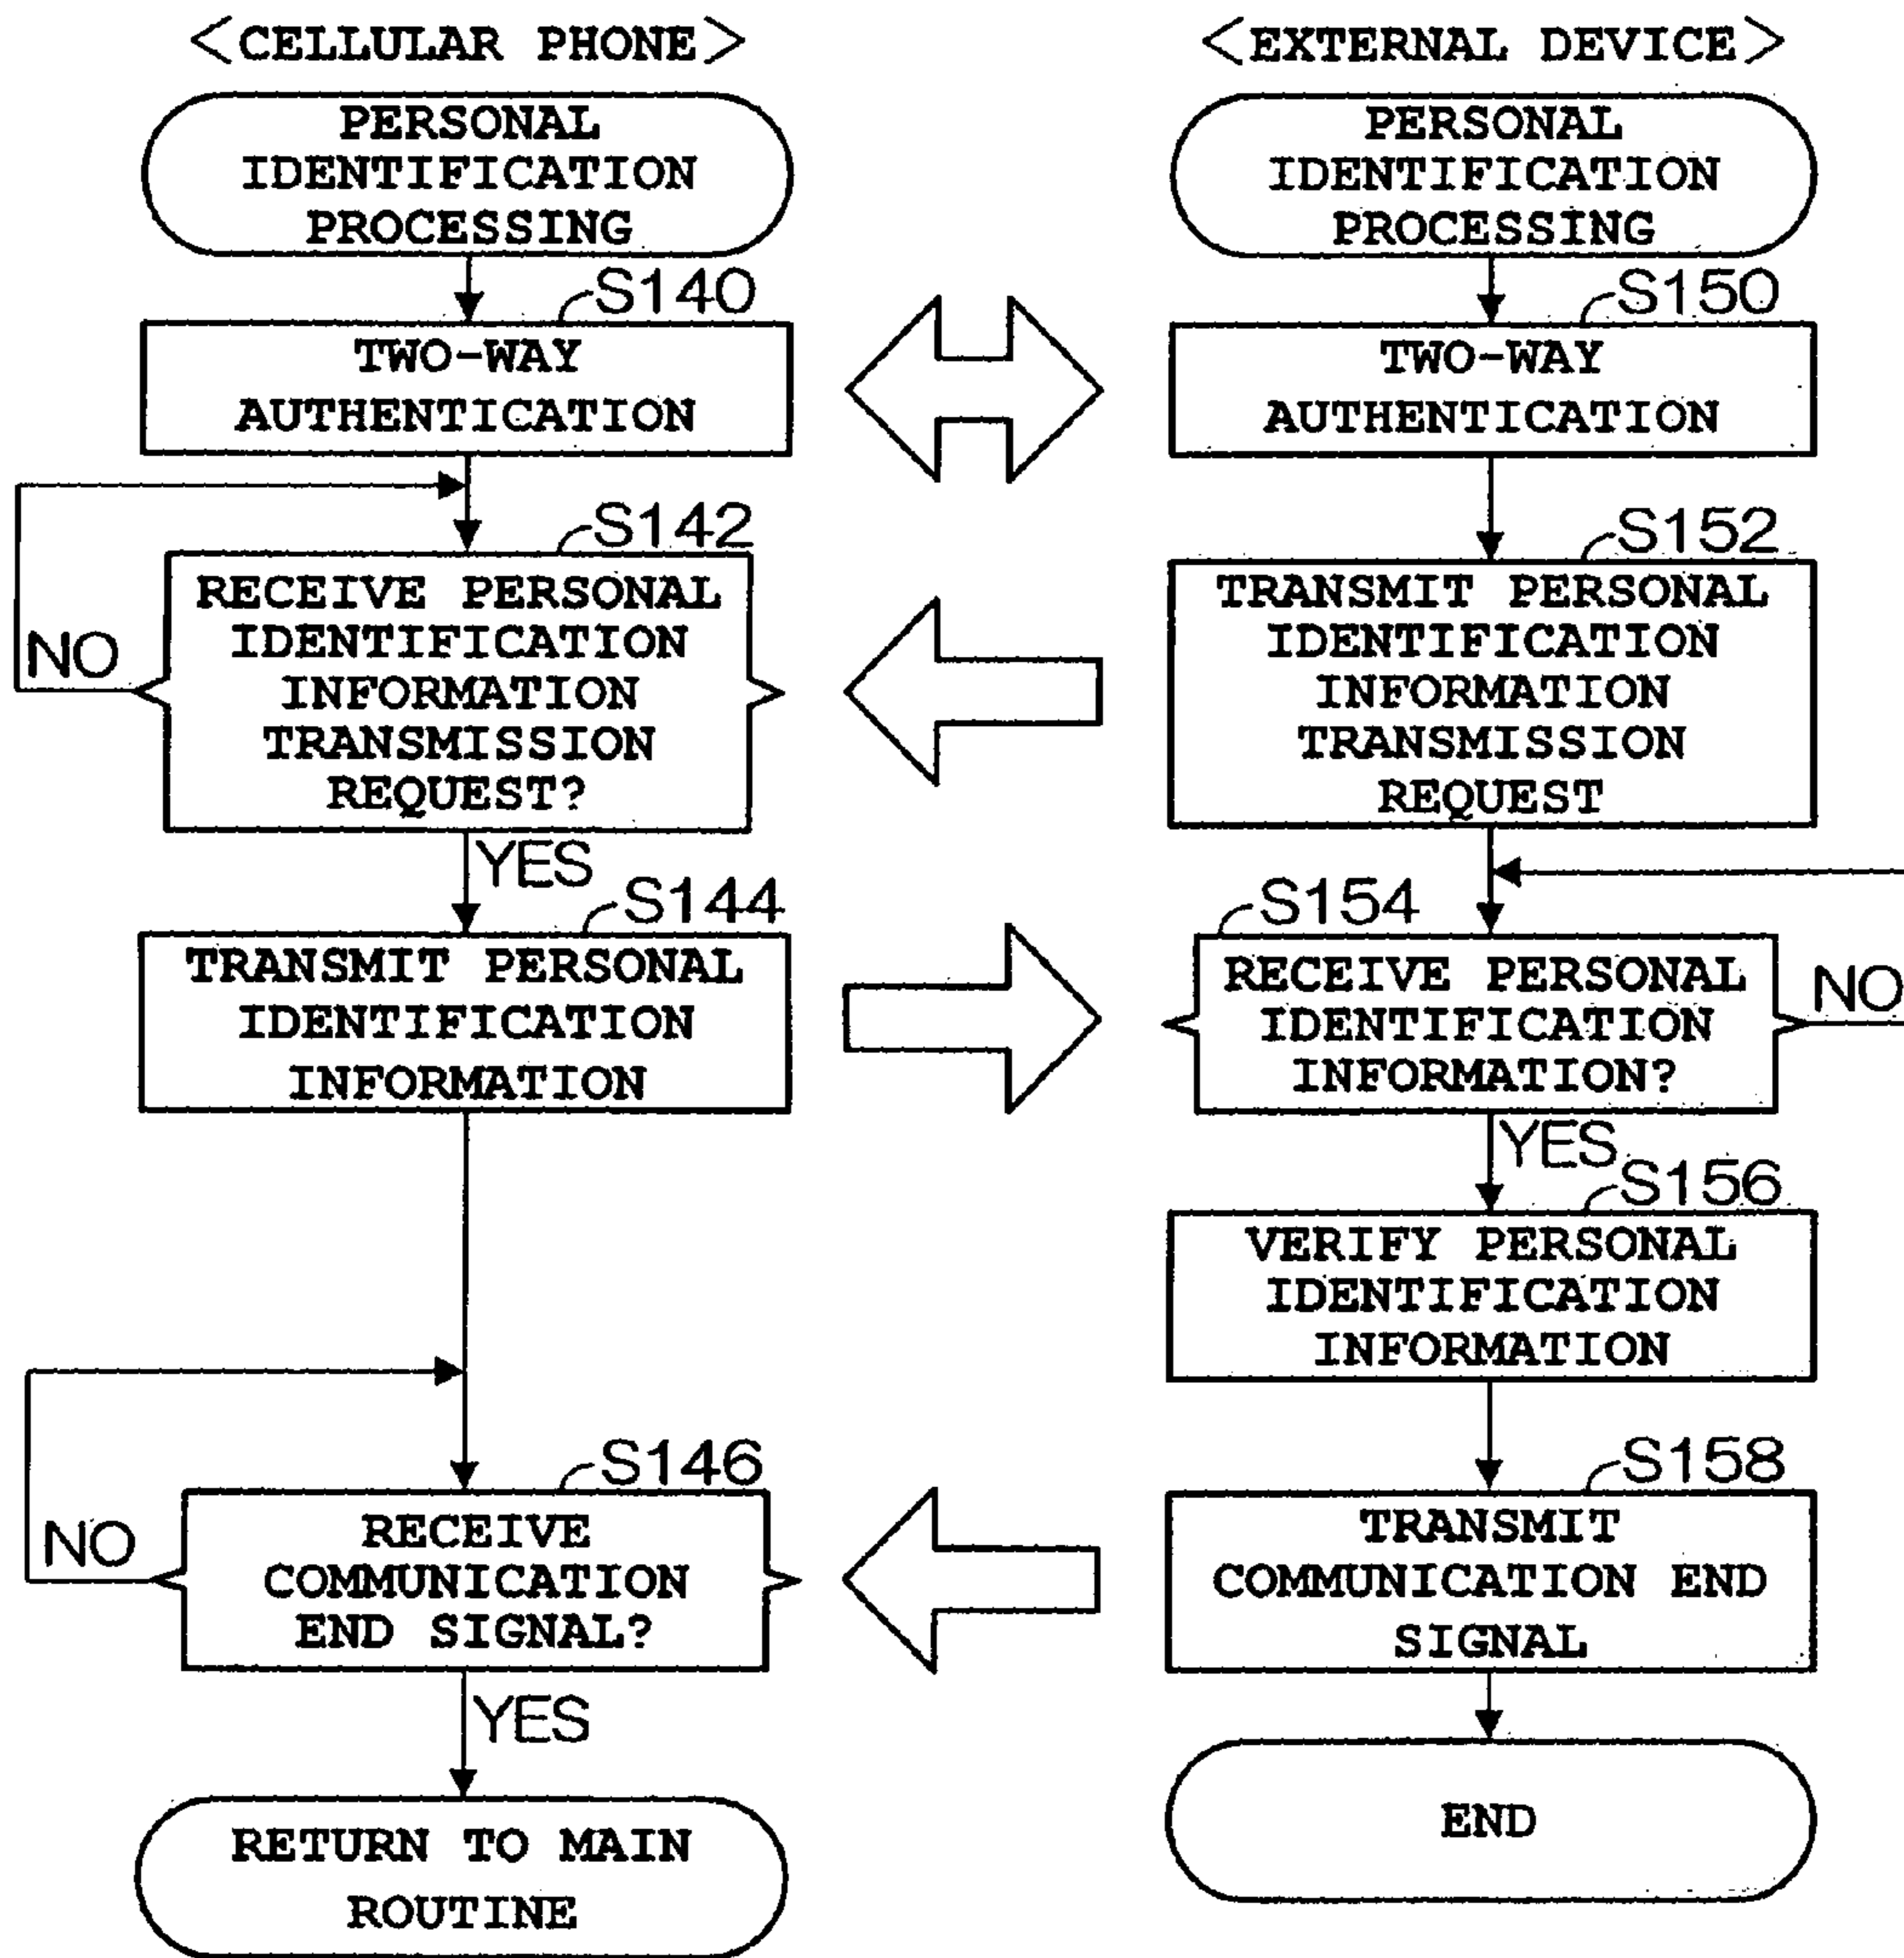 <CELLULAR PHONE>
PERSONAL
IDENTIFICATION
PROCESSING
S140
TWO-WAY
AUTHENTICATION
S142
RECEIVE PERSONAL
IDENTIFICATION
INFORMATION
TRANSMISSION
REQUEST?
NO
YES
S144
TRANSMIT PERSONAL
IDENTIFICATION
INFORMATION
S146
RECEIVE
COMMUNICATION
END SIGNAL?
NO
YES
RETURN TO MAIN
ROUTINE
<EXTERNAL DEVICE>
PERSONAL
IDENTIFICATION
PROCESSING
S150
TWO-WAY
AUTHENTICATION
S152
TRANSMIT PERSONAL
IDENTIFICATION
INFORMATION
TRANSMISSION
REQUEST
S154
RECEIVE PERSONAL
IDENTIFICATION
INFORMATION?
NO
YES
S156
VERIFY PERSONAL
IDENTIFICATION
INFORMATION
S158
TRANSMIT
COMMUNICATION END
SIGNAL
END